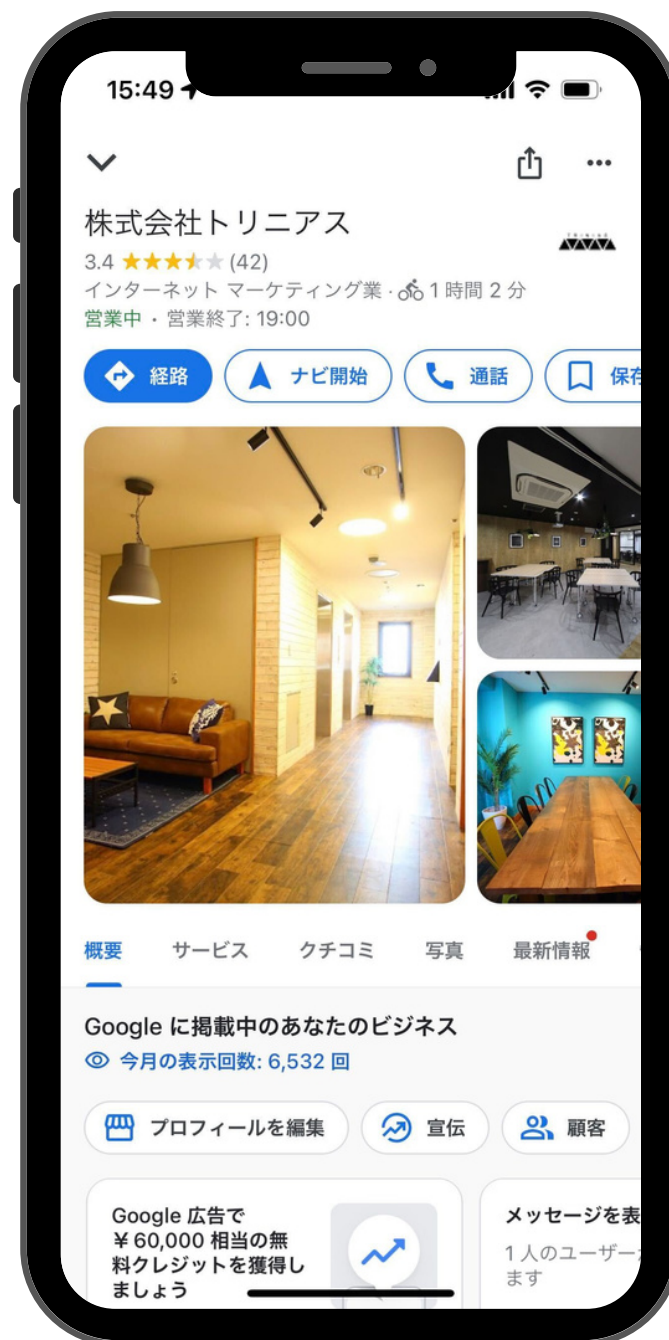 15:49
株式会社トリニアス
3.4 (42)
インターネット マーケティング業 · 1 時間 2 分
営業中 · 営業終了: 19:00
経路 ナビ開始 通話 保存
概要 サービス クチコミ 写真 最新情報
Google に掲載中のあなたのビジネス
今月の表示回数: 6,532 回
プロフィールを編集 宣伝 顧客
Google 広告で
¥ 60,000 相当の無
料クレジットを獲得し
ましょう
メッセージを表
1 人のユーザー
ます